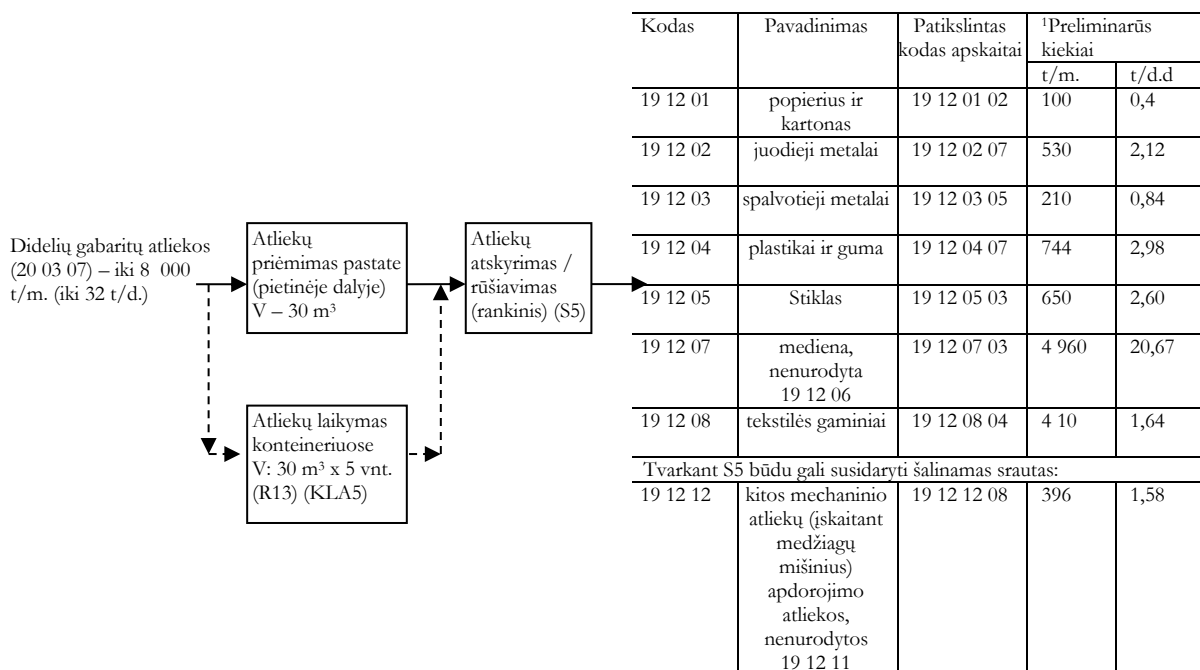 Didelių gabaritų atliekos
(20 03 07) – iki 8 000
t/m. (iki 32 t/d.)
Atliekų
priėmimas pastate
(pietinėje dalyje)
V – 30 m³
Atliekų laikymas
konteineriuose
V: 30 m³ x 5 vnt.
(R13) (KLA5)
Atliekų
atskyrimas /
rūšiavimas
(rankinis) (S5)
Kodas Pavadinimas Patikslintas ¹Preliminarūs
kodas apskaitai kiekiai
t/m. t/d.d
19 12 01 popierius ir 19 12 01 02 100 0,4
kartonas
19 12 02 juodieji metalai 19 12 02 07 530 2,12
19 12 03 spalvotieji metalai 19 12 03 05 210 0,84
19 12 04 plastikai ir guma 19 12 04 07 744 2,98
19 12 05 Stiklas 19 12 05 03 650 2,60
19 12 07 mediena, 19 12 07 03 4 960 20,67
nenurodyta
19 12 06
19 12 08 tekstilės gaminiai 19 12 08 04 4 10 1,64
Tvarkant S5 būdu gali susidaryti šalinamas srautas:
19 12 12 kitos mechaninio 19 12 12 08 396 1,58
atliekų (įskaitant
medžiagų
mišinius)
apdorojimo
atliekos,
nenurodytos
19 12 11